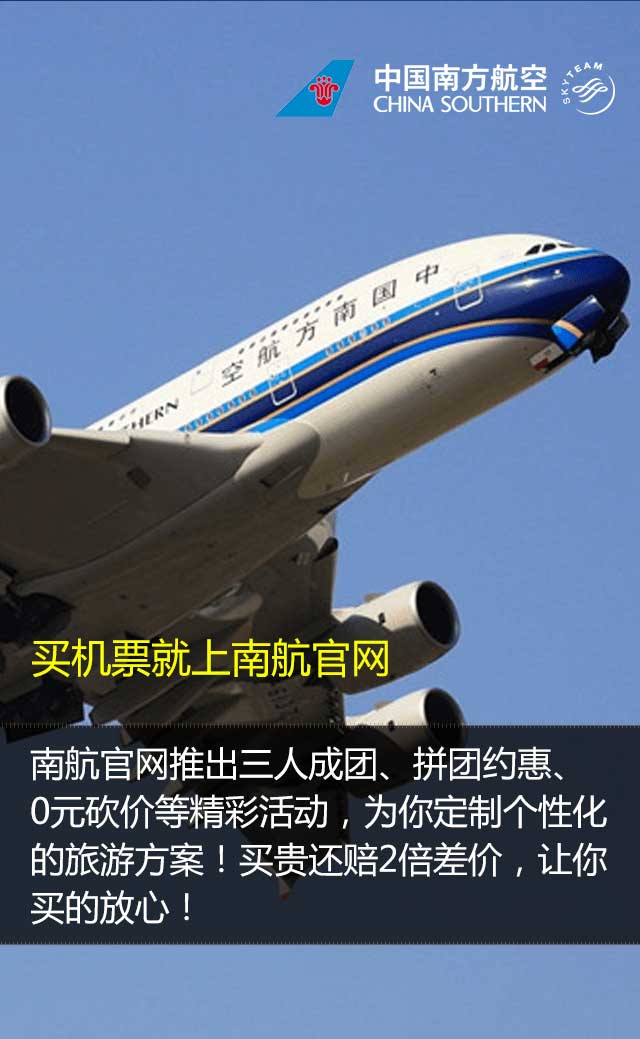 中国南方航空
CHINA SOUTHERN
SKYTEAM
中国南方航空
THERN
买机票就上南航官网
南航官网推出三人成团、拼团约惠、
0元砍价等精彩活动，为你定制个性化
的旅游方案！买贵还赔2倍差价，让你
买的放心！